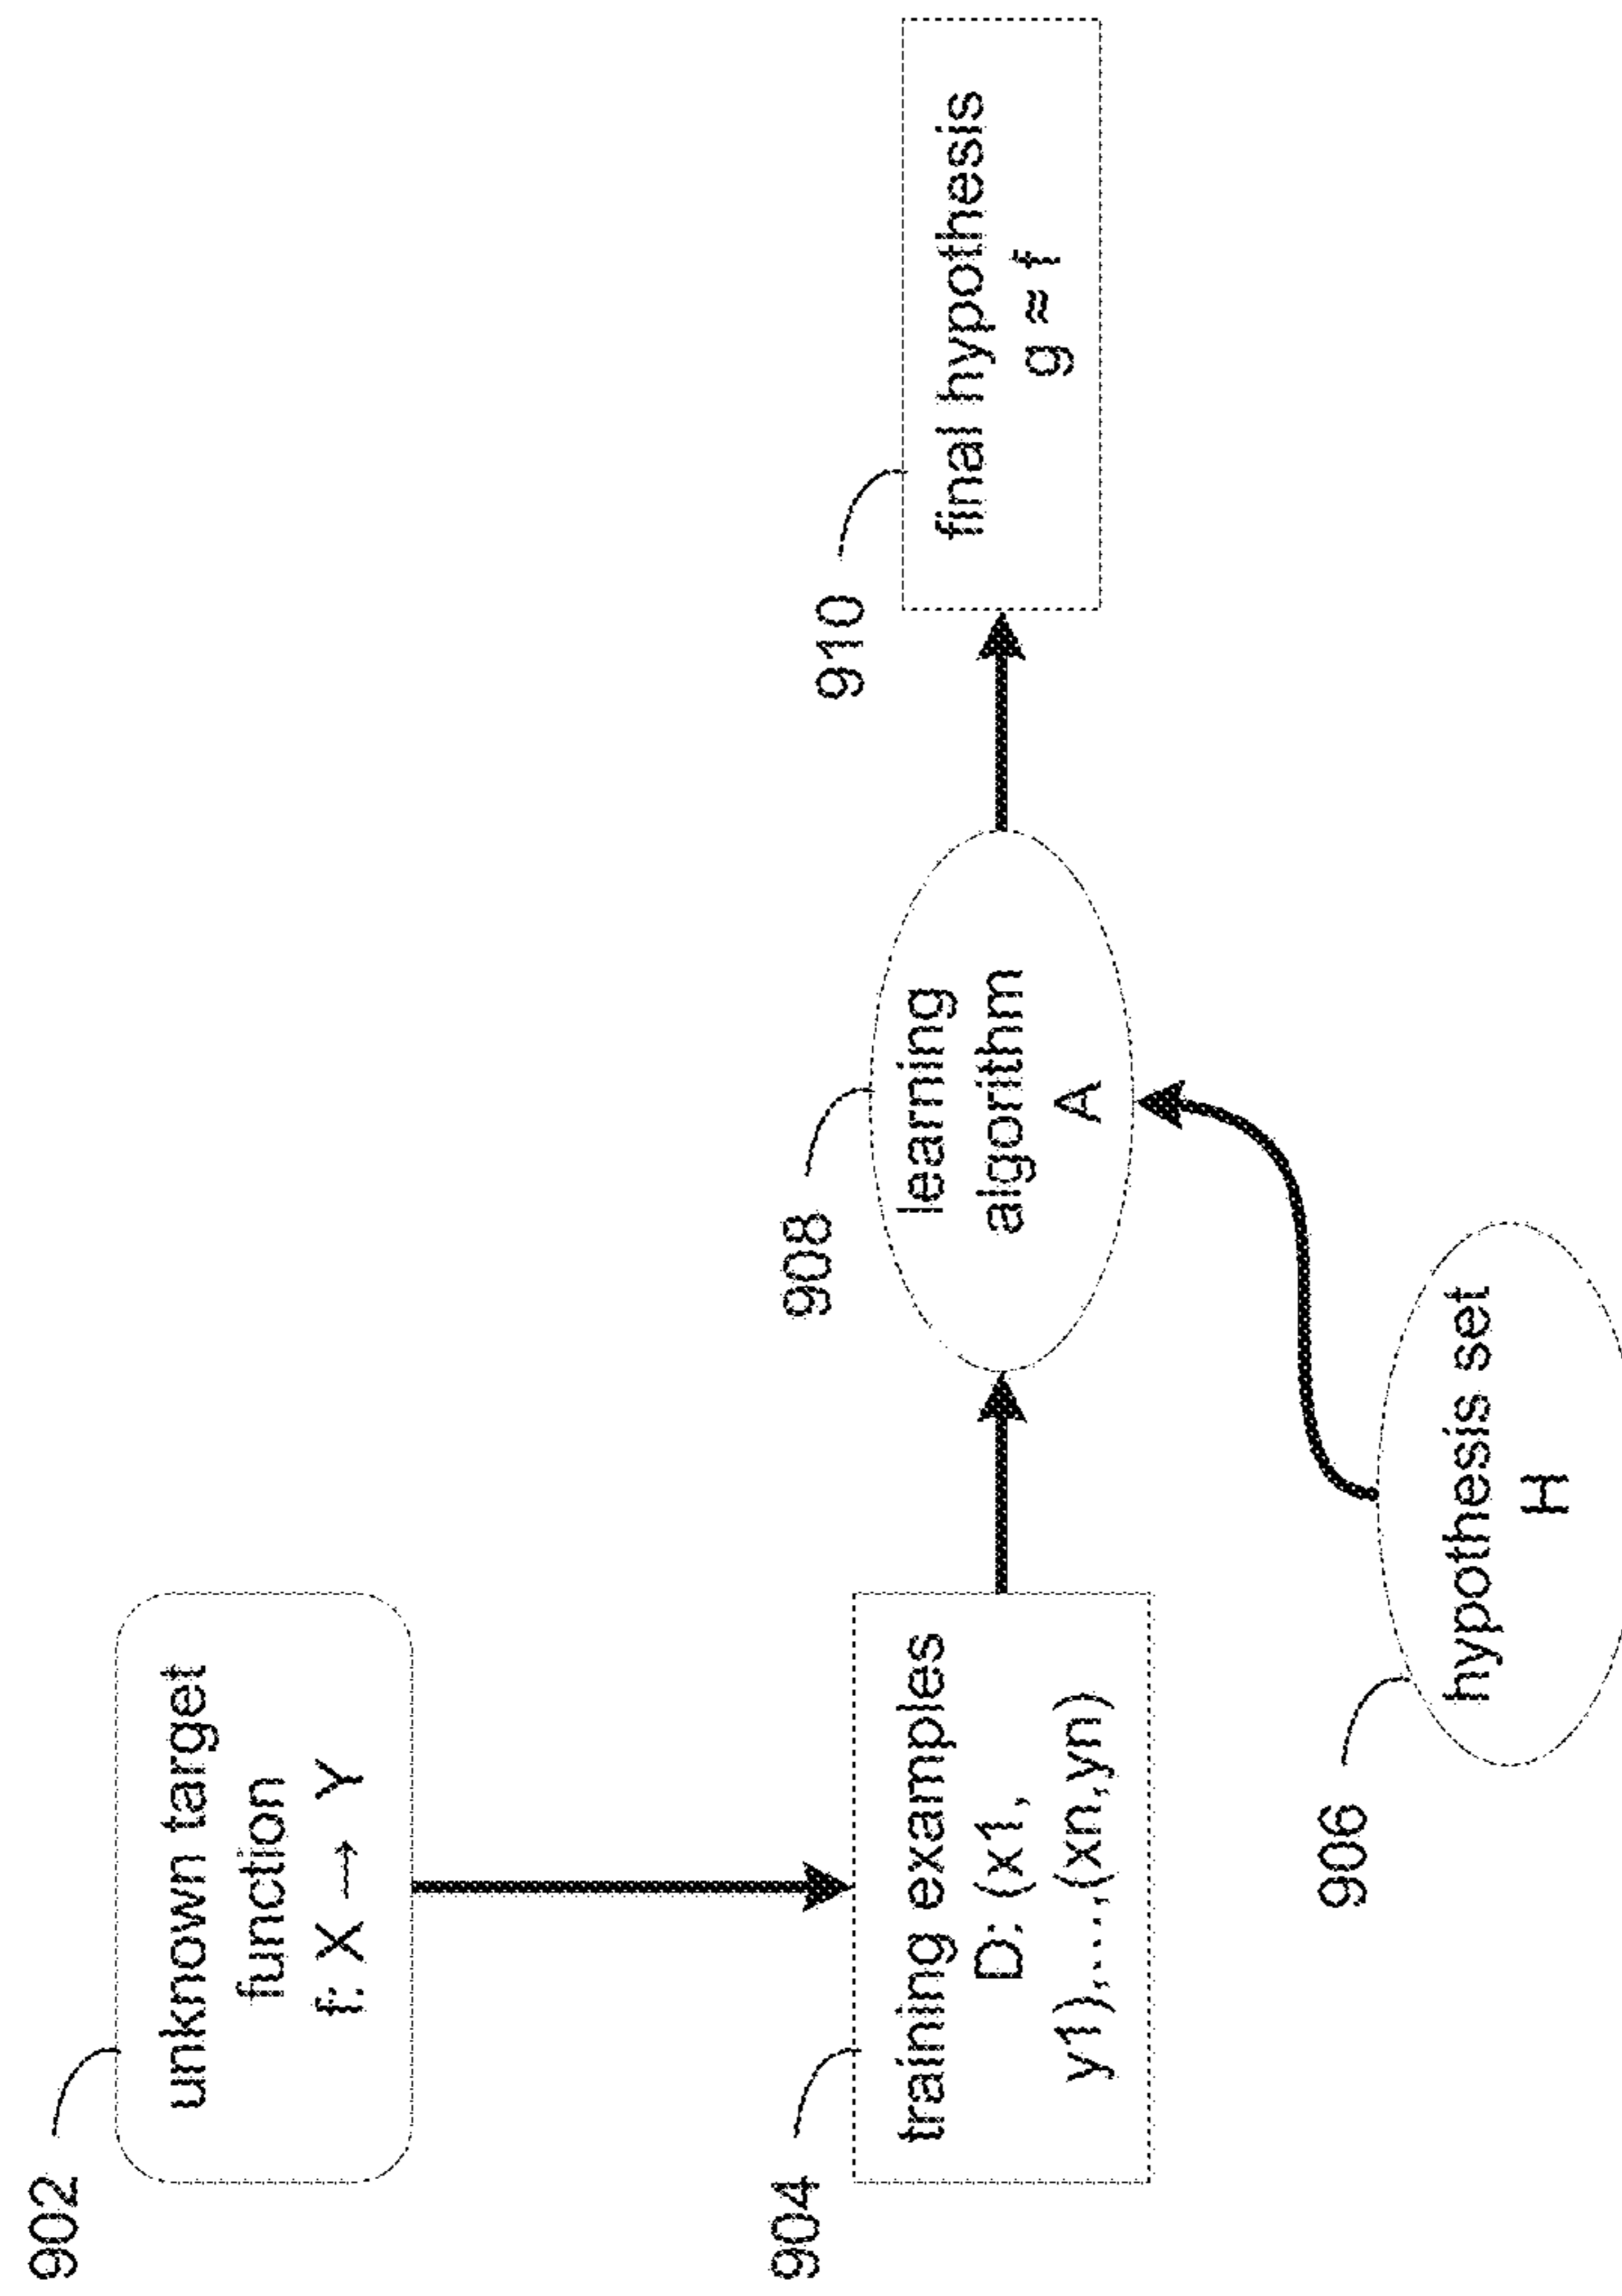 902
unknown target
function
f: X → Y
904
training examples
D: (x1,
y1),...,(xn,yn)
908
learning
algorithm
A
910
final hypothesis
g ≈ f
906
hypothesis set
H